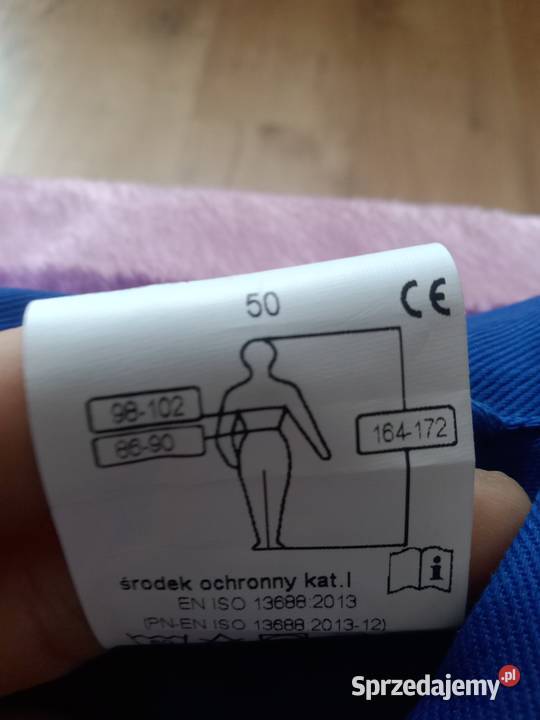 50
CE
98-102
86-90
164-172
i
środek ochronny kat.I
EN ISO 13688:2013
(PN-EN ISO 13688:2013-12)
Sprzedajemy.pl